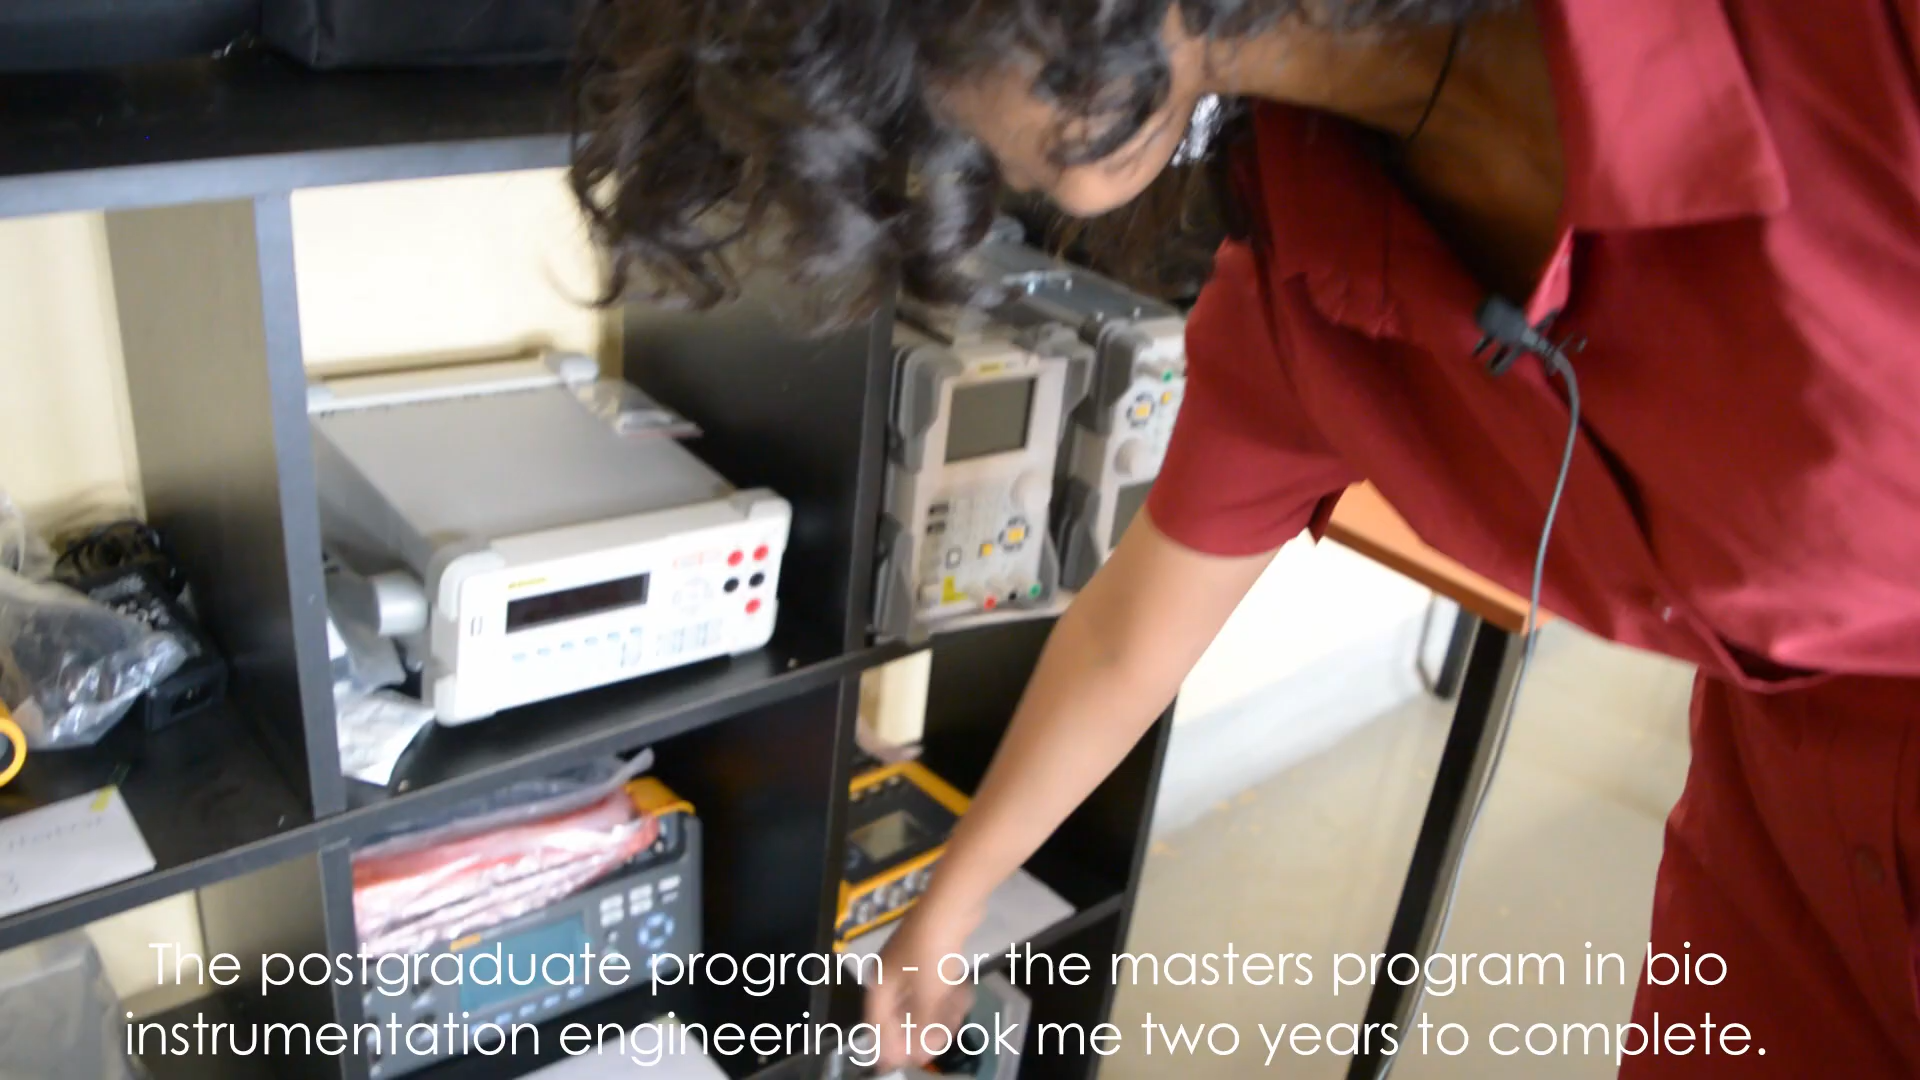 The postgraduate program - or the masters program in bio
instrumentation engineering took me two years to complete.